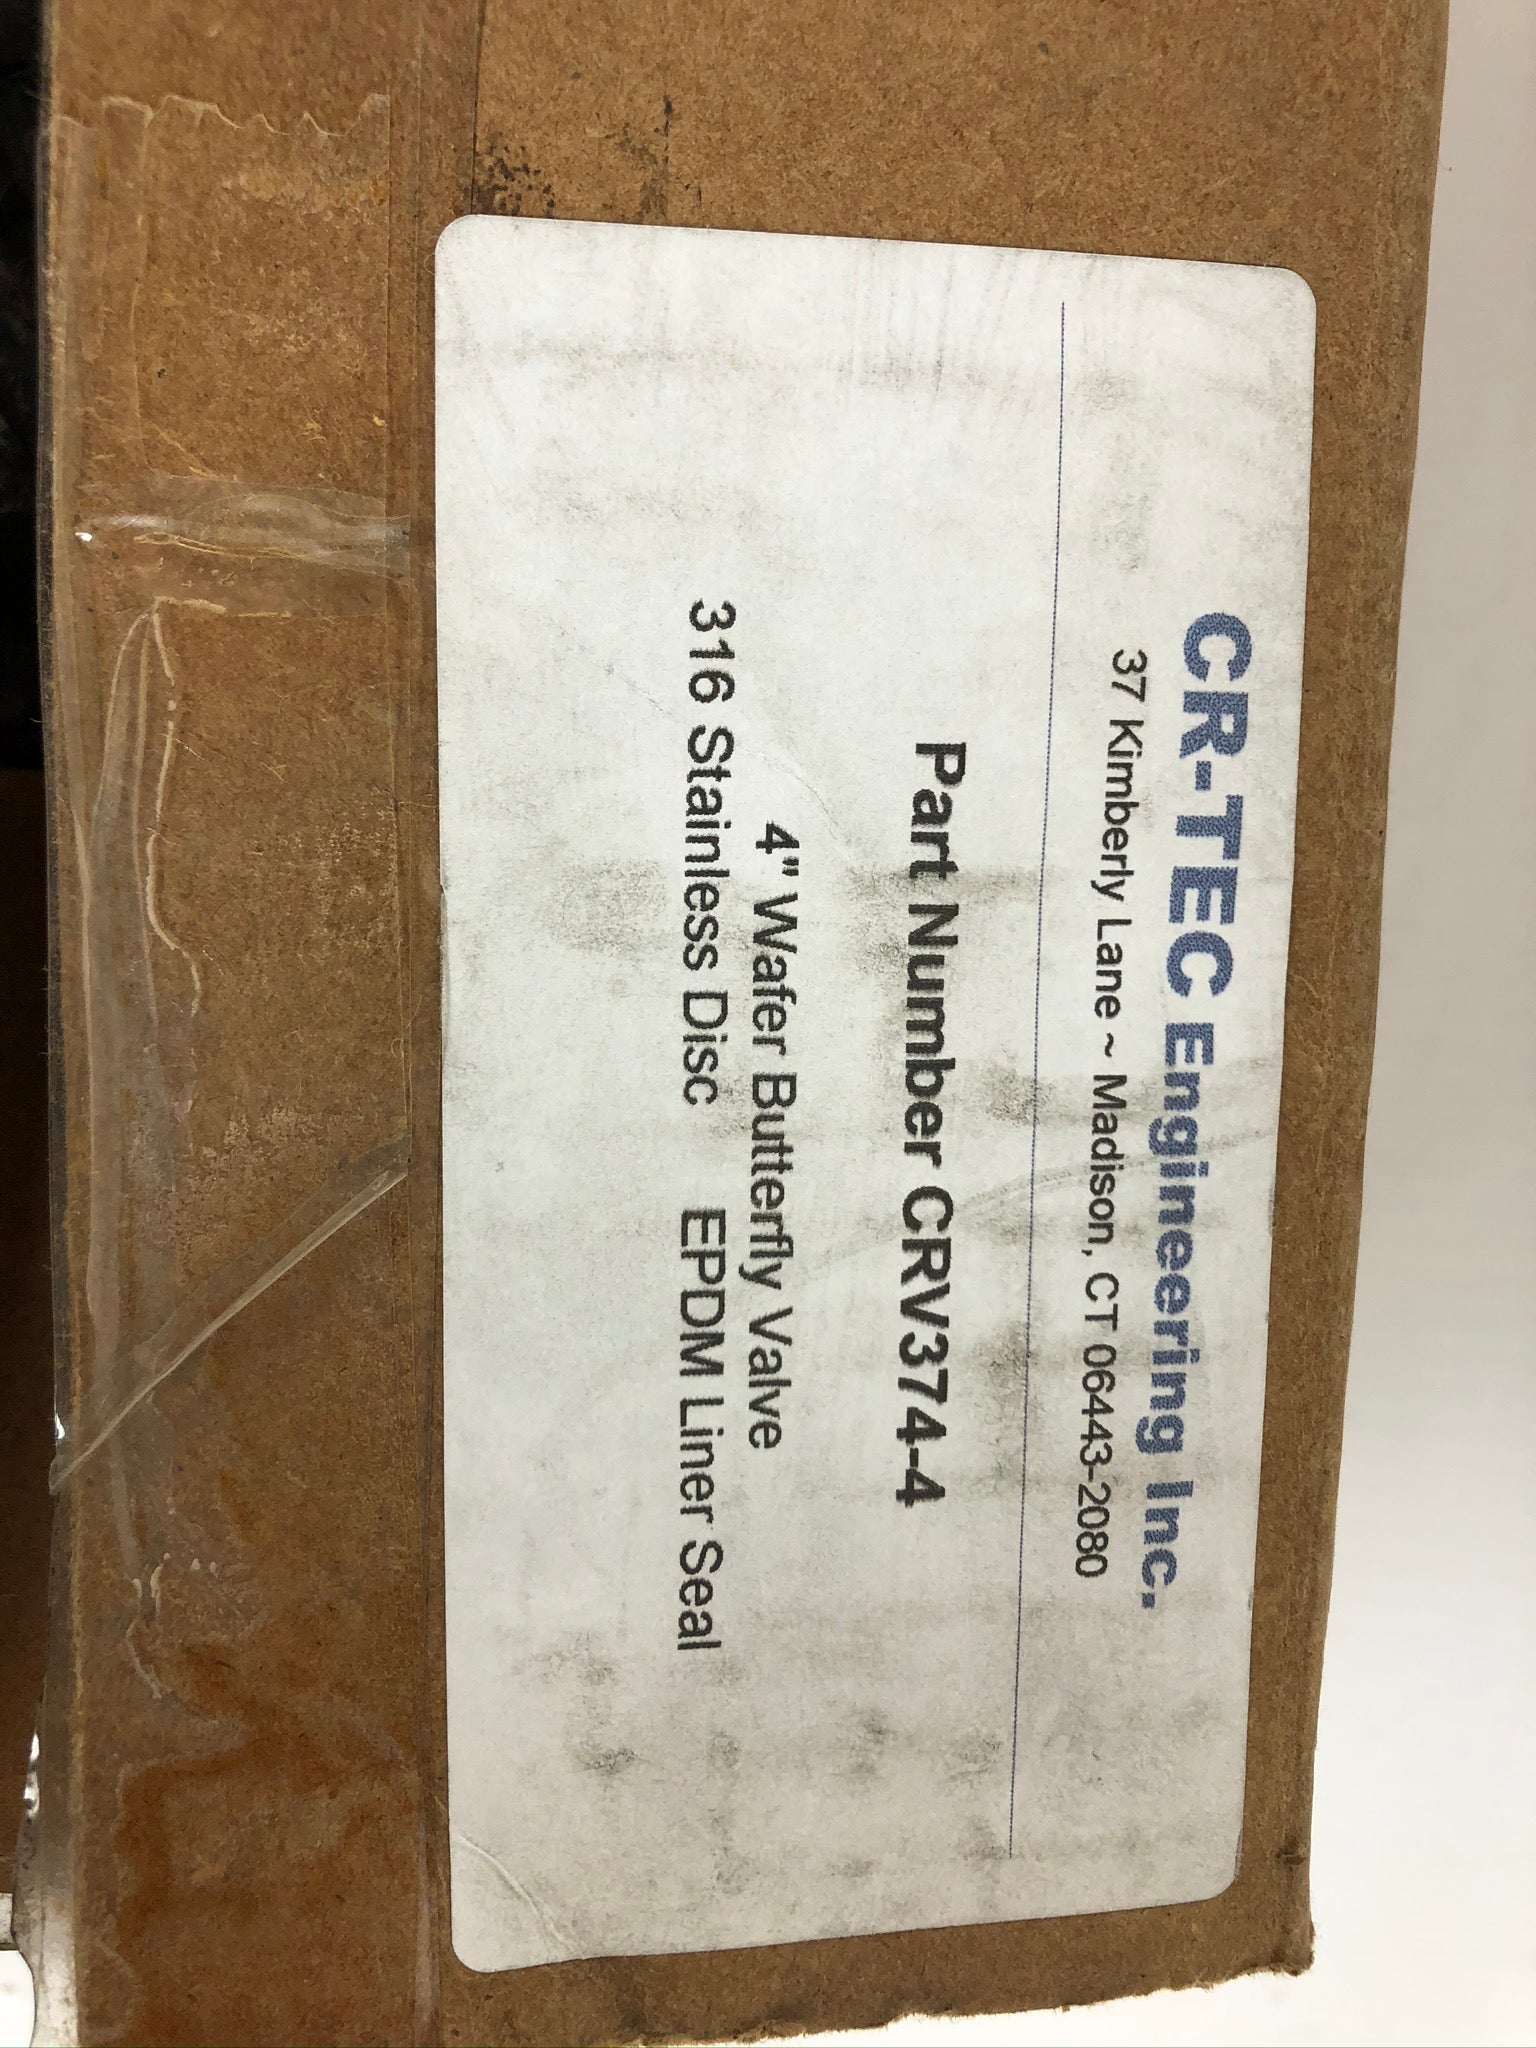 CR-TEC Engineering Inc.
37 Kimberly Lane ~ Madison, CT 06443-2080
Part Number CRV374-4
4" Wafer Butterfly Valve
316 Stainless Disc EPDM Liner Seal